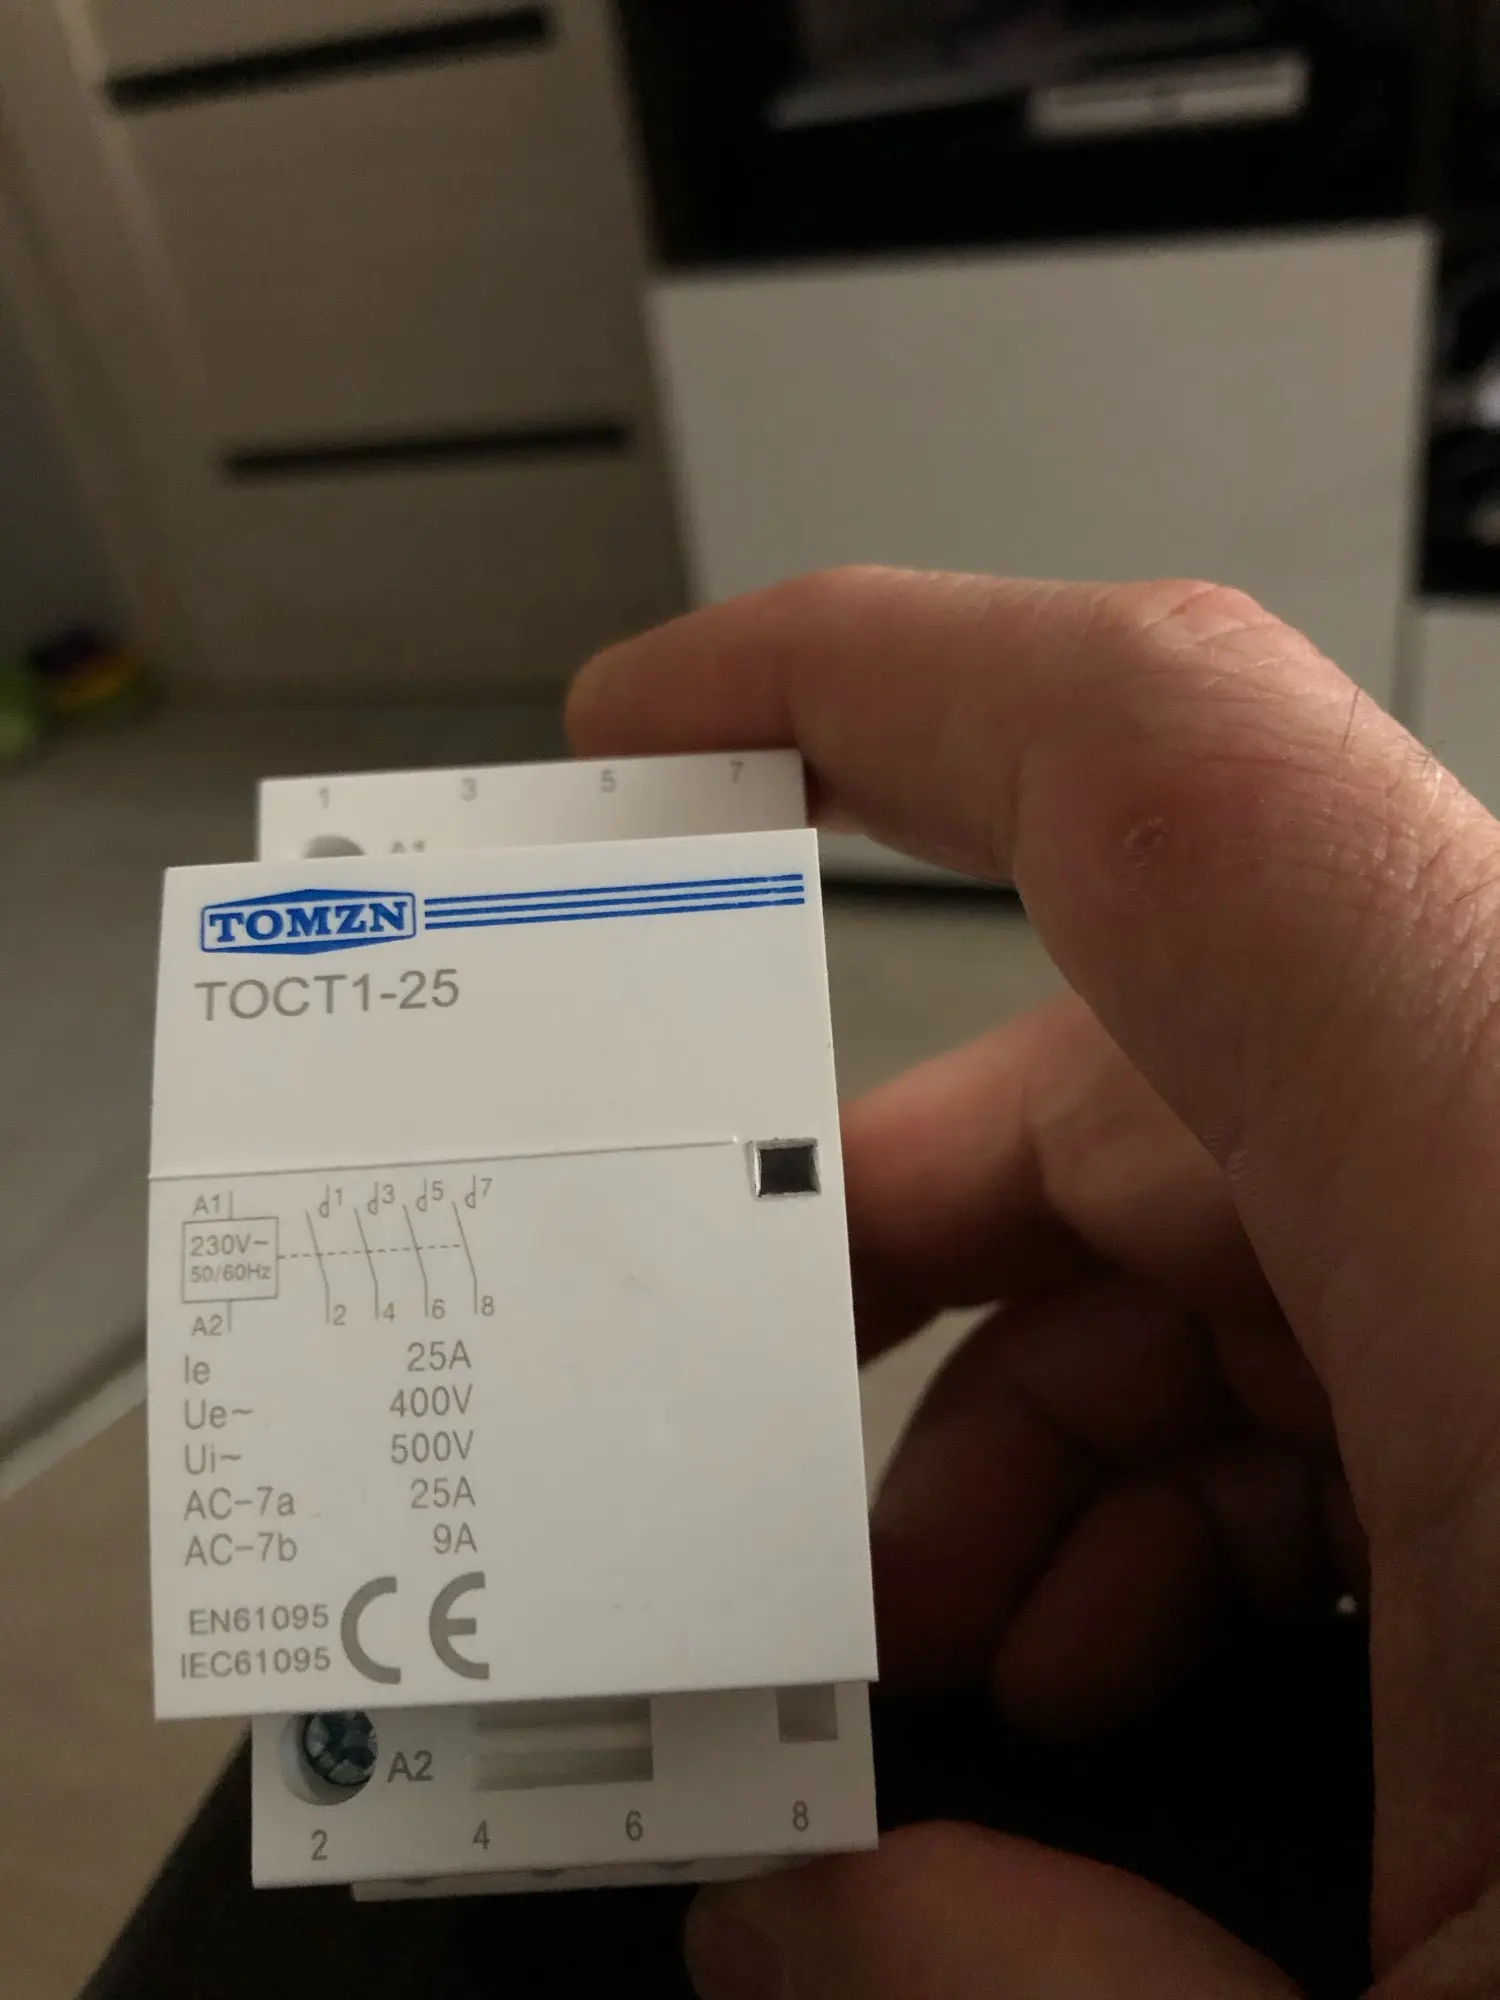 1 3 5 7
A1
TOMZN
TOCT1-25
A1 1 3 5 7
230V~
50/60Hz
A2 2 4 6 8
Ie 25A
Ue~ 400V
Ui~ 500V
AC-7a 25A
AC-7b 9A
EN61095
IEC61095
CE
A2
2 4 6 8